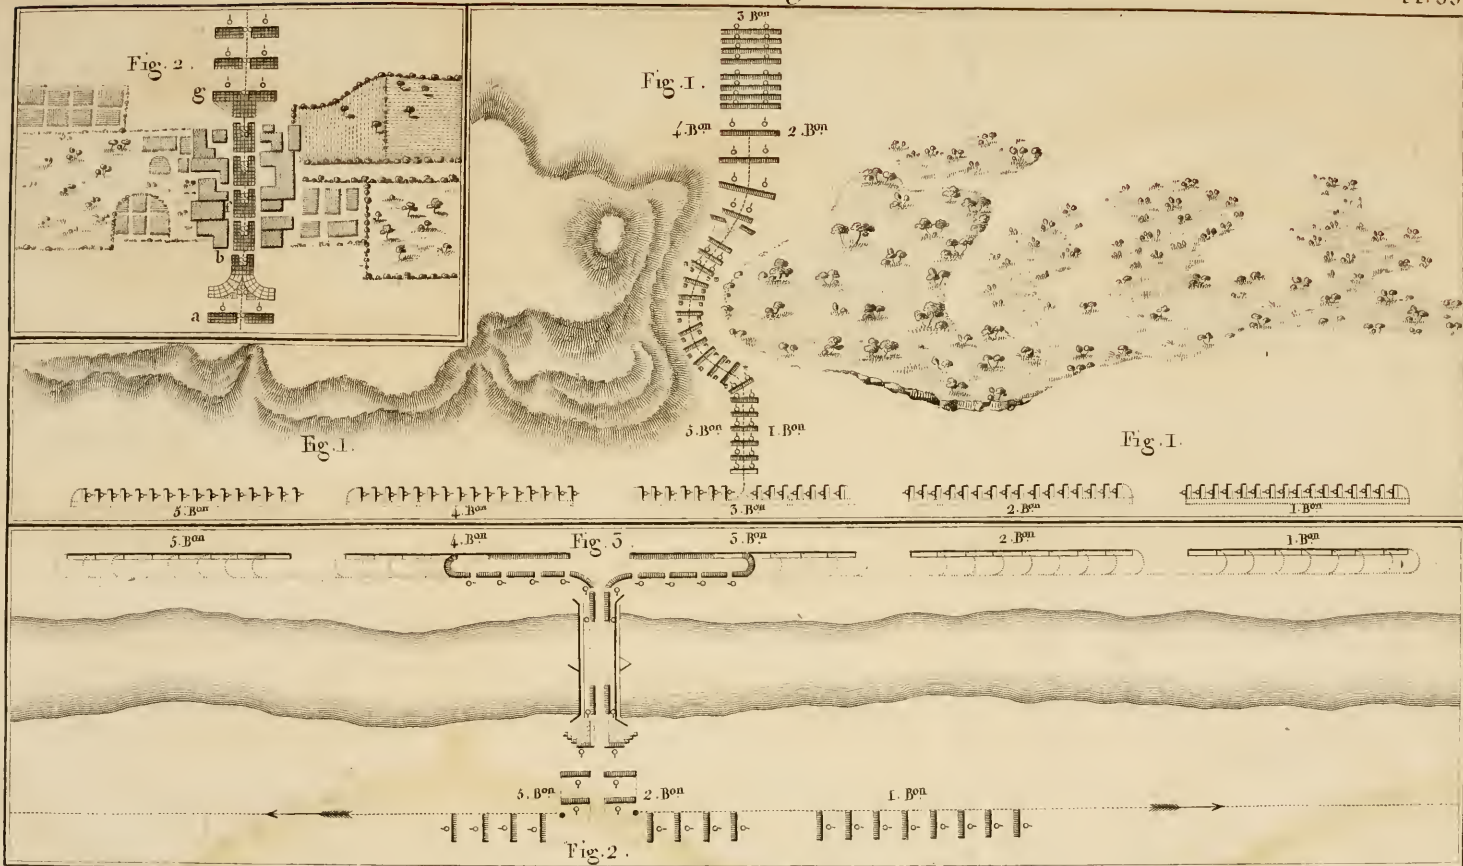 Fig. 2.
g
f
b
a
3 Bon
Fig. 1.
4. Bon 2. Bon
5. Bon 1. Bon
Fig. 1.
Fig. 1.
5. Bon 4. Bon 3. Bon 2. Bon 1. Bon
5. Bon 4. Bon Fig. 3. 3. Bon 2. Bon 1. Bon
5. Bon 2. Bon 1. Bon
Fig. 2.